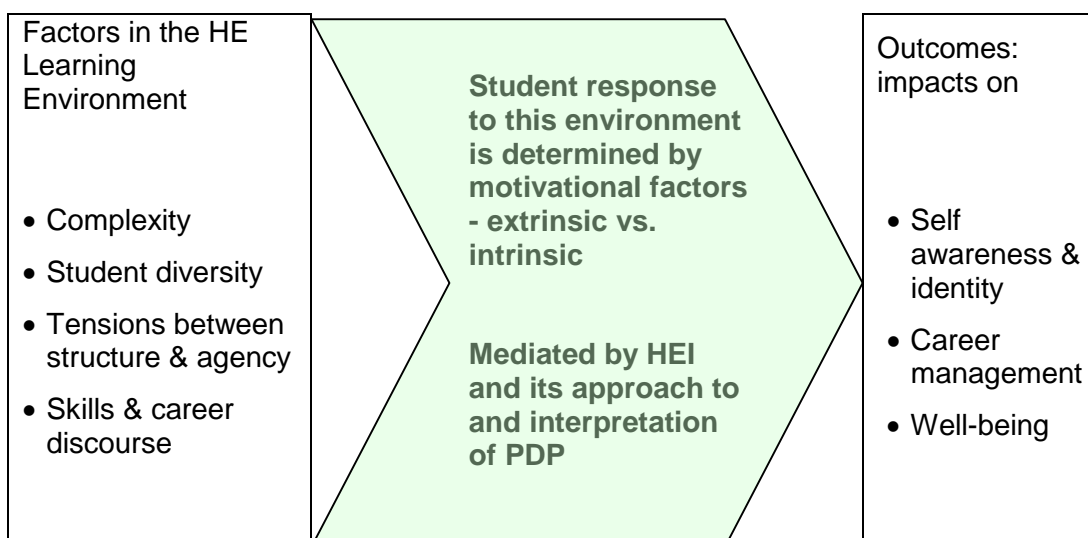 Factors in the HE
Learning
Environment
• Complexity
• Student diversity
• Tensions between
structure & agency
• Skills & career
discourse
Student response
to this environment
is determined by
motivational factors
- extrinsic vs.
intrinsic
Mediated by HEI
and its approach to
and interpretation
of PDP
Outcomes:
impacts on
• Self
awareness &
identity
• Career
management
• Well-being